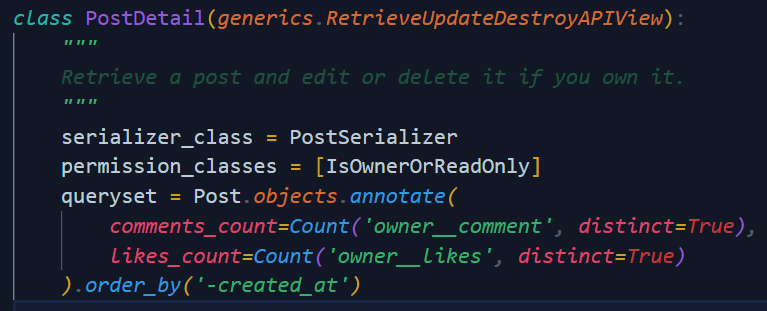 class PostDetail(generics.RetrieveUpdateDestroyAPIView):
    """
    Retrieve a post and edit or delete it if you own it.
    """
    serializer_class = PostSerializer
    permission_classes = [IsOwnerOrReadOnly]
    queryset = Post.objects.annotate(
        comments_count=Count('owner__comment', distinct=True),
        likes_count=Count('owner__likes', distinct=True)
    ).order_by('-created_at')